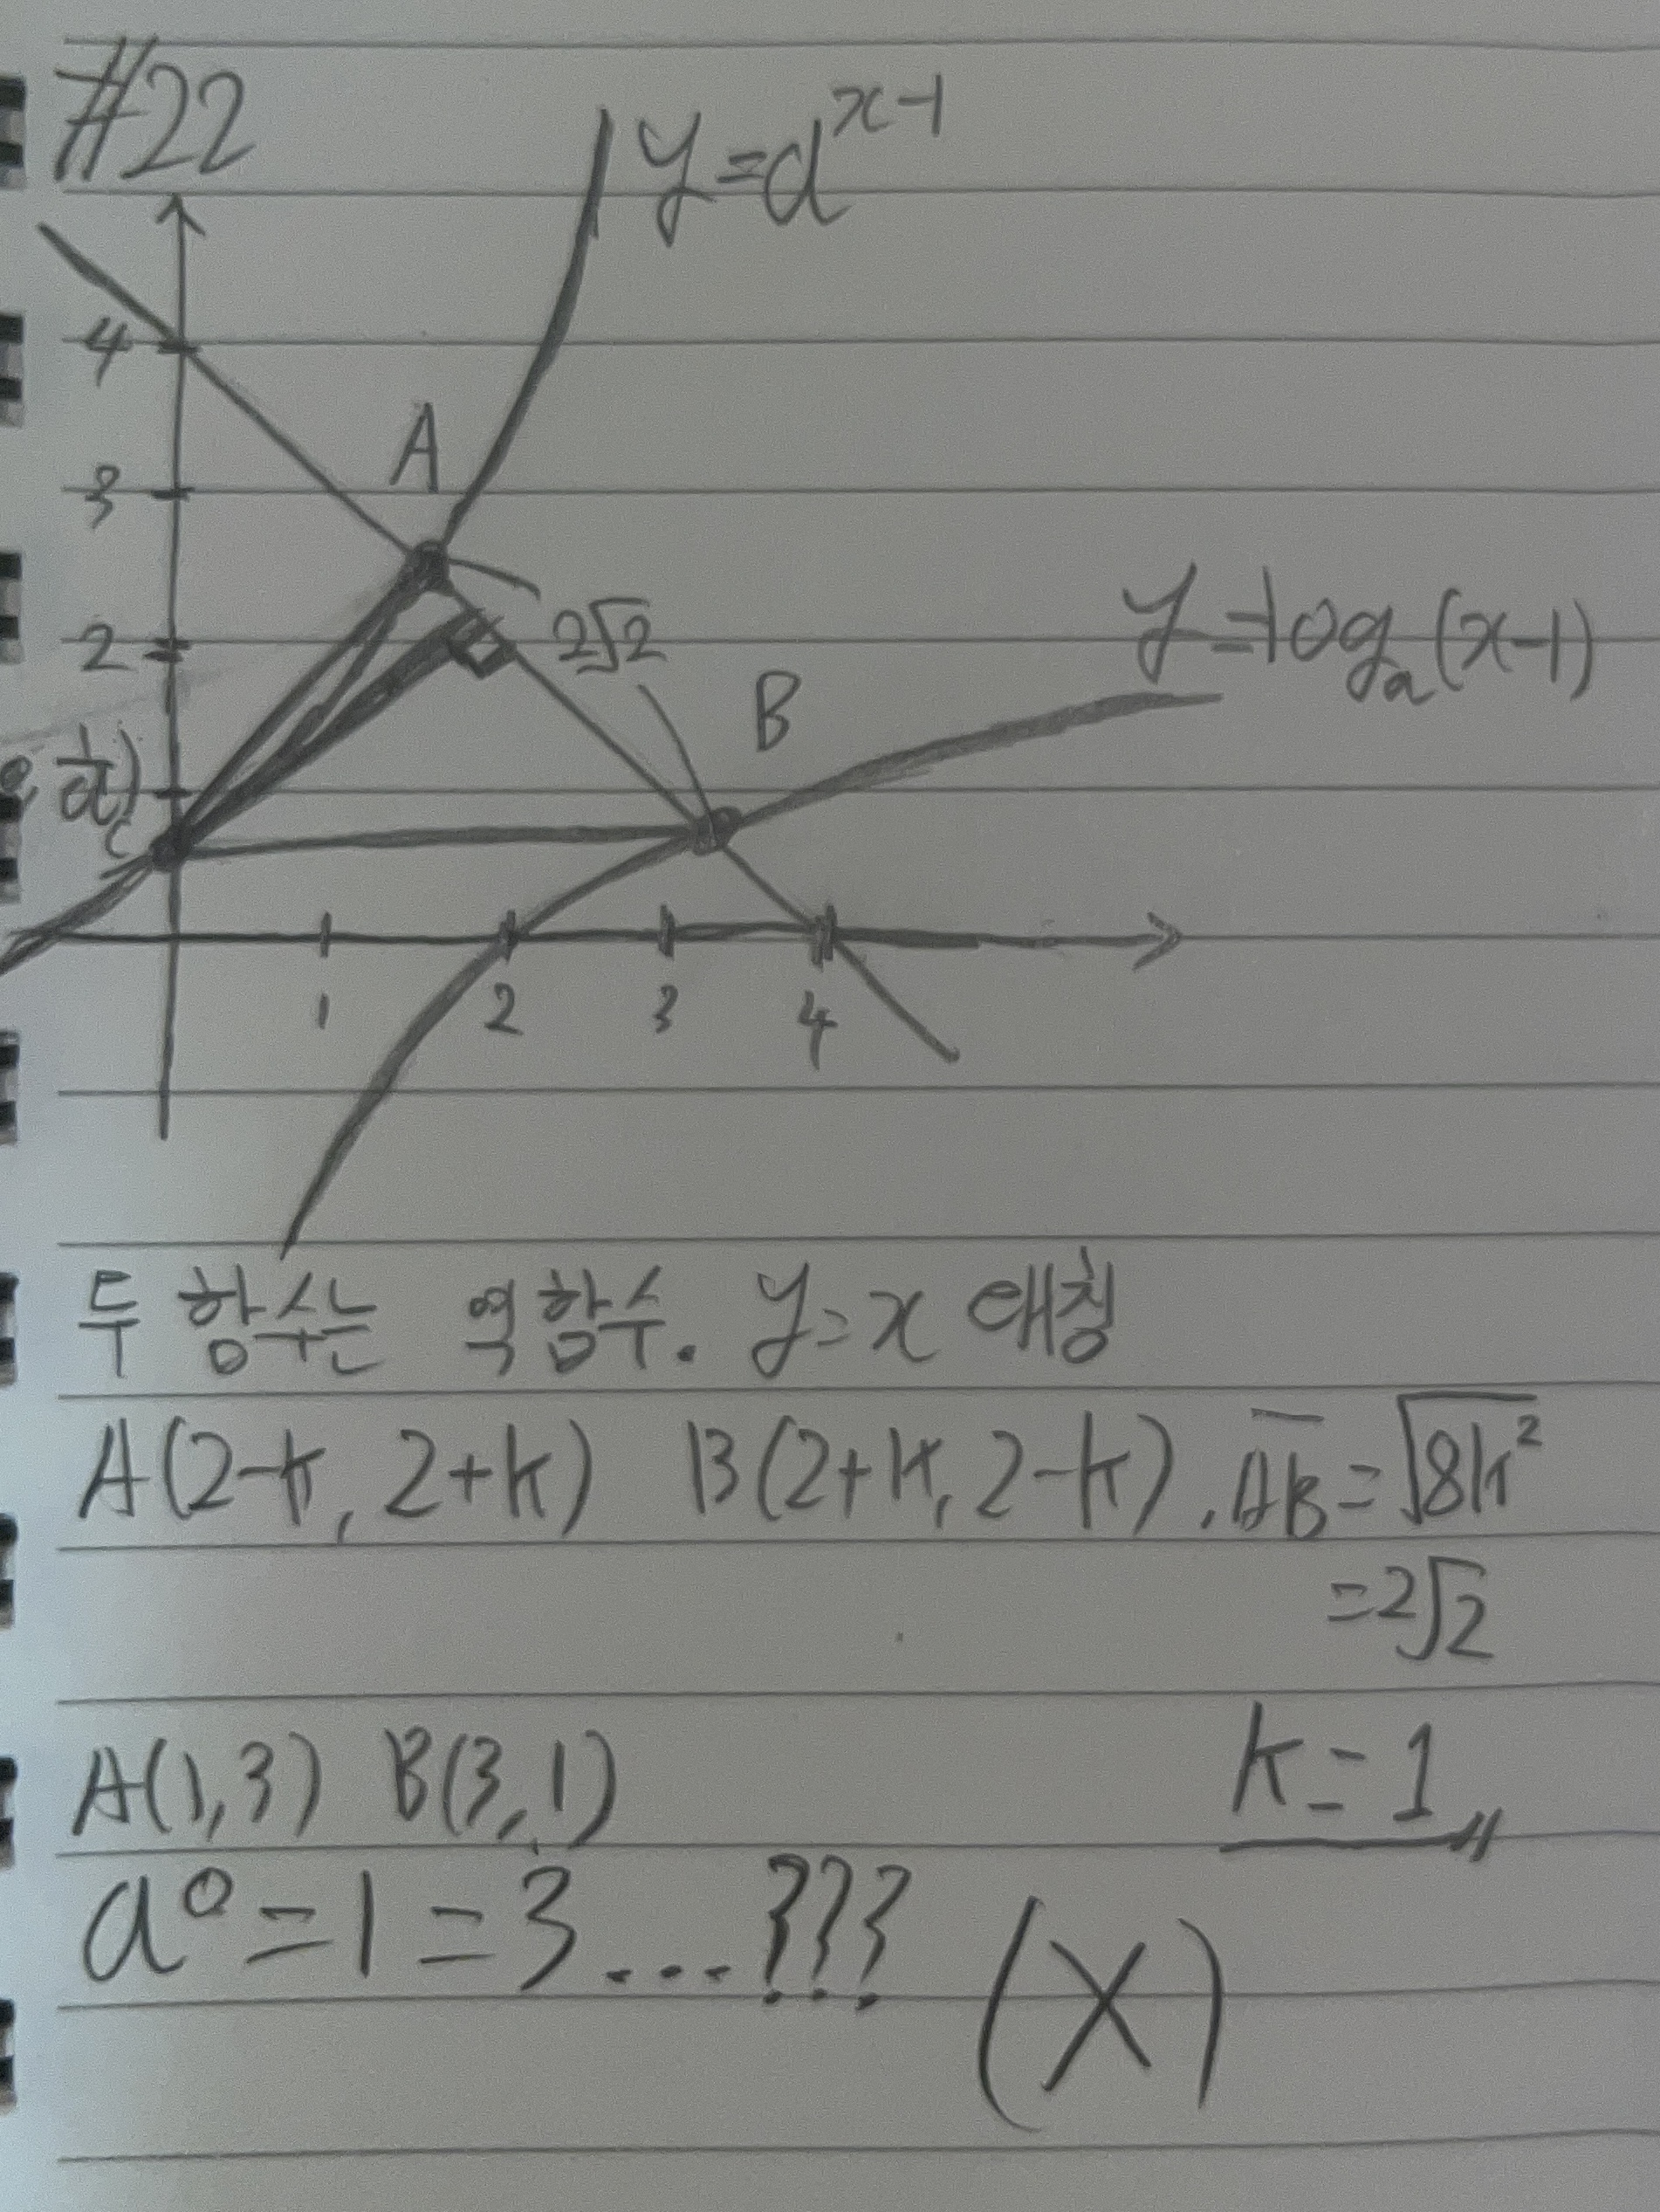 #22
y=a^{x-1}
4
A
3
2
2√2
y=log_a(x-1)
B
1/a)
C
1 2 3 4
두 함수는 역함수. y=x 대칭
A(2-k, 2+k) B(2+k, 2-k). AB=√8k²
=2√2
A(1,3) B(3,1) k=1
a⁰=1=3...??? (X)